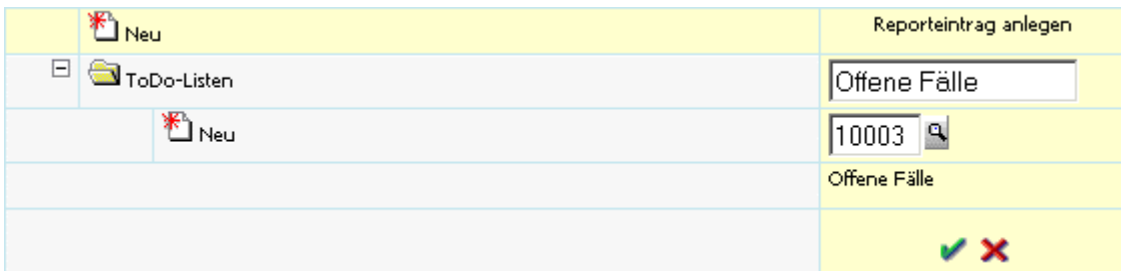 Neu
Reporteintrag anlegen
ToDo-Listen
Offene Fälle
Neu
10003
Offene Fälle